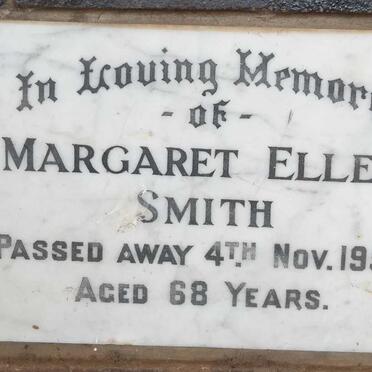 In Loving Memor
- of -
MARGARET ELLE
SMITH
PASSED AWAY 4TH NOV. 19
AGED 68 YEARS.